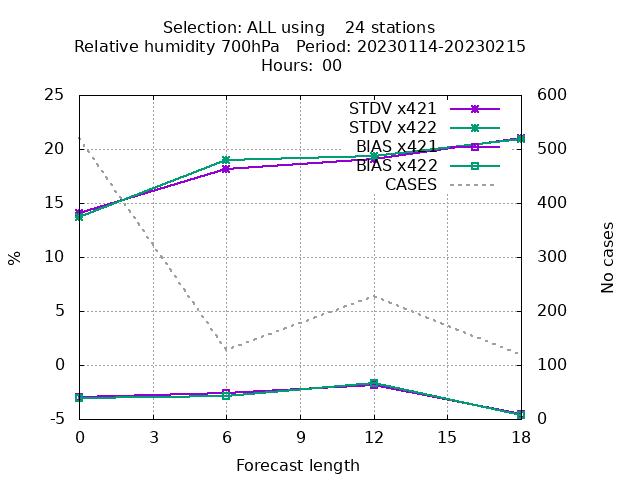 Selection: ALL using    24 stations
Relative humidity 700hPa   Period: 20230114-20230215
Hours:  00
25
20
15
10
5
0
-5
%
600
500
400
300
200
100
0
No cases
STDV x421
STDV x422
BIAS x421
BIAS x422
CASES
0 3 6 9 12 15 18
Forecast length